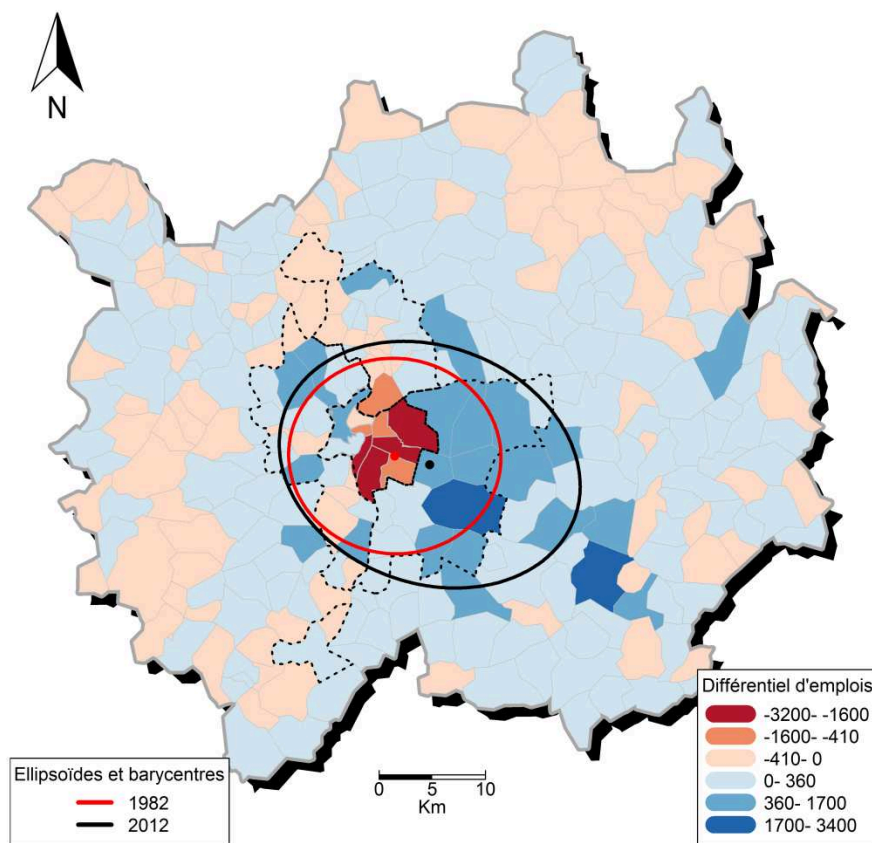 N
Ellipsoïdes et barycentres
1982
2012
0 5 10
Km
Différentiel d'emplois
-3200- -1600
-1600- -410
-410- 0
0- 360
360- 1700
1700- 3400